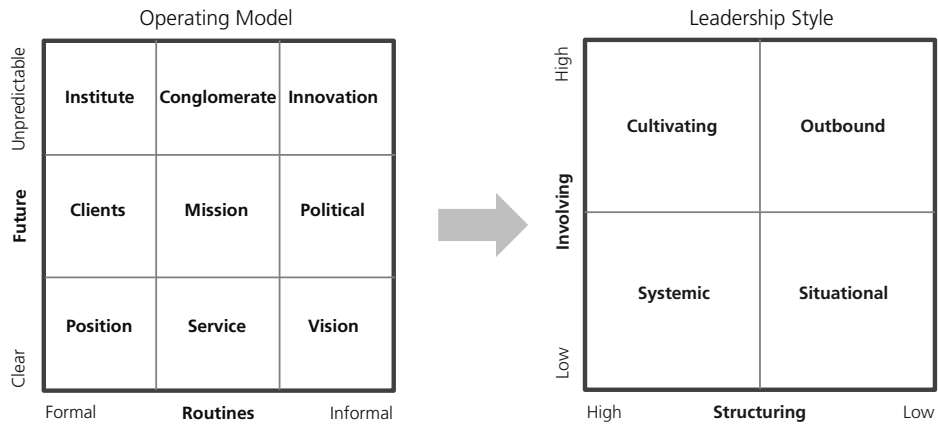 Operating Model
Unpredictable
Future
Clear
Institute Conglomerate Innovation
Clients Mission Political
Position Service Vision
Formal Routines Informal
Leadership Style
High
Involving
Low
Cultivating Outbound
Systemic Situational
High Structuring Low